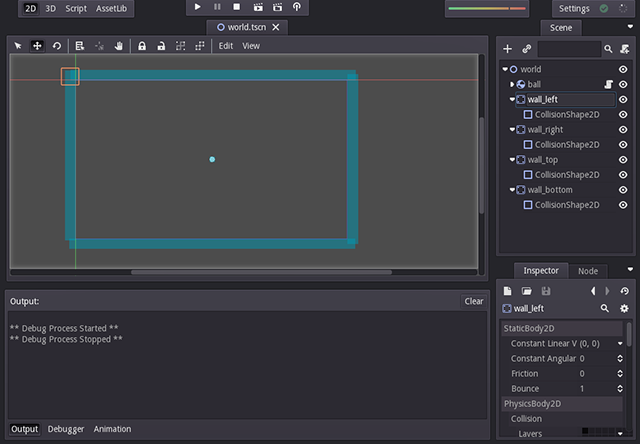 2D 3D Script AssetLib Settings
world.tscn
Edit View
Scene
world
ball
wall_left
CollisionShape2D
wall_right
CollisionShape2D
wall_top
CollisionShape2D
wall_bottom
CollisionShape2D
Output: Clear
** Debug Process Started **
** Debug Process Stopped **
Output Debugger Animation
Inspector Node
wall_left
StaticBody2D
Constant Linear V (0, 0)
Constant Angular 0
Friction 0
Bounce 1
PhysicsBody2D
Collision
Layers